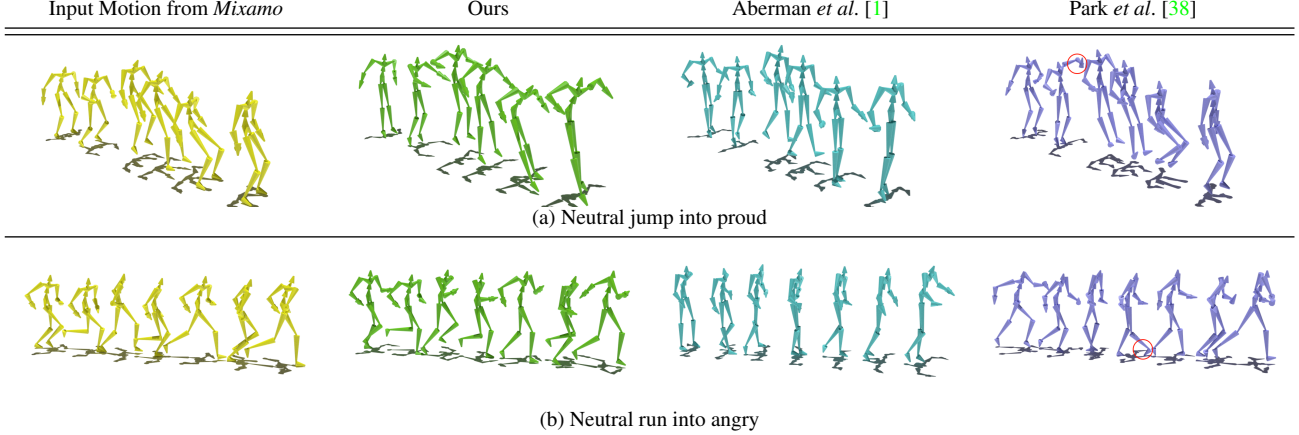 Input Motion from Mixamo
Ours
Aberman et al. [1]
Park et al. [38]
(a) Neutral jump into proud
(b) Neutral run into angry